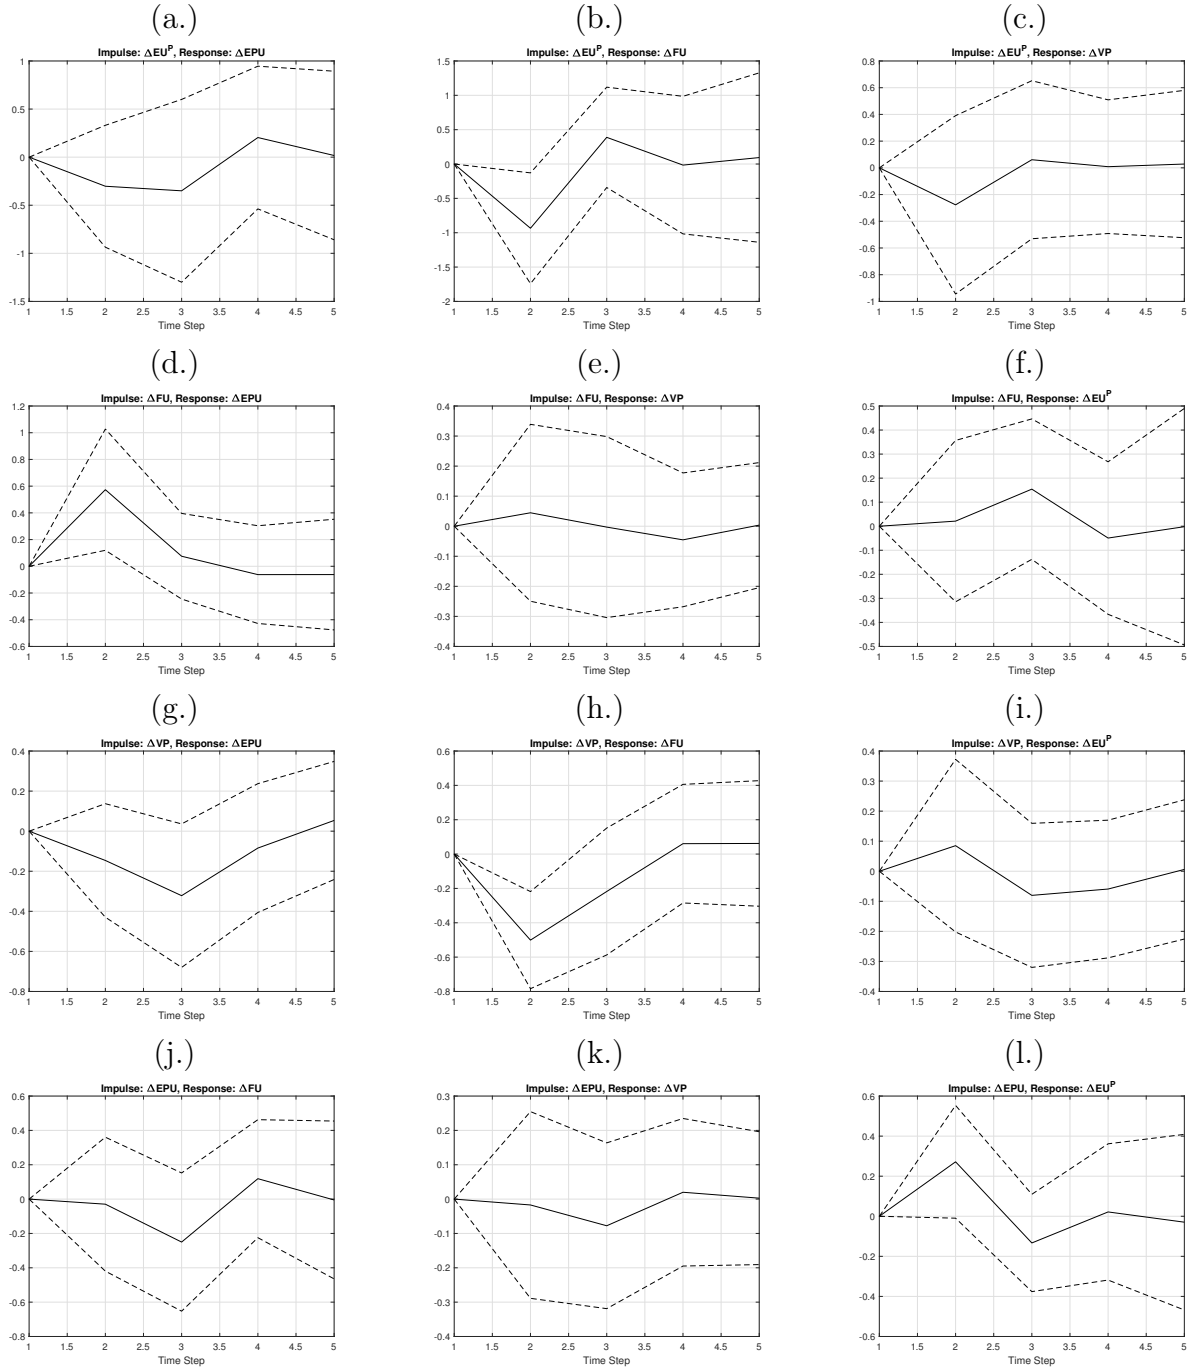 (a.) (b.) (c.)
Impulse: ΔEU^P, Response: ΔEPU
1
0.5
0
-0.5
-1
-1.5
1 1.5 2 2.5 3 3.5 4 4.5 5
Time Step
Impulse: ΔEU^P, Response: ΔFU
1.5
1
0.5
0
-0.5
-1
-1.5
-2
1 1.5 2 2.5 3 3.5 4 4.5 5
Time Step
Impulse: ΔEU^P, Response: ΔVP
0.8
0.6
0.4
0.2
0
-0.2
-0.4
-0.6
-0.8
-1
1 1.5 2 2.5 3 3.5 4 4.5 5
Time Step
(d.) (e.) (f.)
Impulse: ΔFU, Response: ΔEPU
1.2
1
0.8
0.6
0.4
0.2
0
-0.2
-0.4
-0.6
1 1.5 2 2.5 3 3.5 4 4.5 5
Time Step
Impulse: ΔFU, Response: ΔVP
0.4
0.3
0.2
0.1
0
-0.1
-0.2
-0.3
-0.4
1 1.5 2 2.5 3 3.5 4 4.5 5
Time Step
Impulse: ΔFU, Response: ΔEU^P
0.5
0.4
0.3
0.2
0.1
0
-0.1
-0.2
-0.3
-0.4
-0.5
1 1.5 2 2.5 3 3.5 4 4.5 5
Time Step
(g.) (h.) (i.)
Impulse: ΔVP, Response: ΔEPU
0.4
0.2
0
-0.2
-0.4
-0.6
-0.8
1 1.5 2 2.5 3 3.5 4 4.5 5
Time Step
Impulse: ΔVP, Response: ΔFU
0.6
0.4
0.2
0
-0.2
-0.4
-0.6
-0.8
1 1.5 2 2.5 3 3.5 4 4.5 5
Time Step
Impulse: ΔVP, Response: ΔEU^P
0.4
0.3
0.2
0.1
0
-0.1
-0.2
-0.3
-0.4
1 1.5 2 2.5 3 3.5 4 4.5 5
Time Step
(j.) (k.) (l.)
Impulse: ΔEPU, Response: ΔFU
0.6
0.4
0.2
0
-0.2
-0.4
-0.6
-0.8
1 1.5 2 2.5 3 3.5 4 4.5 5
Time Step
Impulse: ΔEPU, Response: ΔVP
0.3
0.2
0.1
0
-0.1
-0.2
-0.3
-0.4
1 1.5 2 2.5 3 3.5 4 4.5 5
Time Step
Impulse: ΔEPU, Response: ΔEU^P
0.6
0.4
0.2
0
-0.2
-0.4
-0.6
1 1.5 2 2.5 3 3.5 4 4.5 5
Time Step